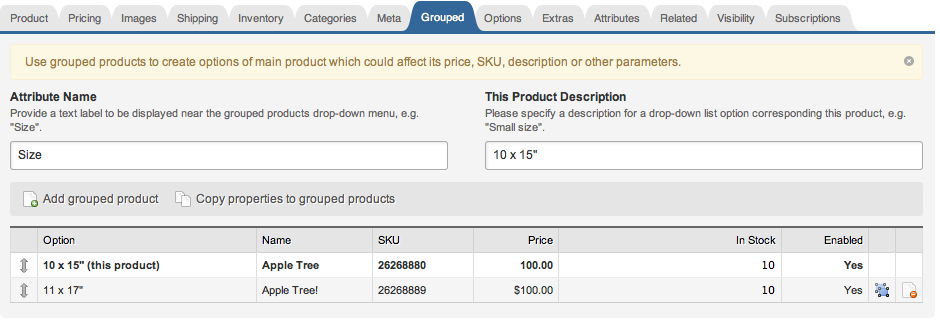 Product Pricing Images Shipping Inventory Categories Meta Grouped Options Extras Attributes Related Visibility Subscriptions
Use grouped products to create options of main product which could affect its price, SKU, description or other parameters.
Attribute Name
Provide a text label to be displayed near the grouped products drop-down menu, e.g.
"Size".
Size
This Product Description
Please specify a description for a drop-down list option corresponding this product, e.g.
"Small size".
10 x 15"
Add grouped product Copy properties to grouped products
Option Name SKU Price In Stock Enabled
10 x 15" (this product) Apple Tree 26268880 100.00 10 Yes
11 x 17" Apple Tree! 26268889 $100.00 10 Yes